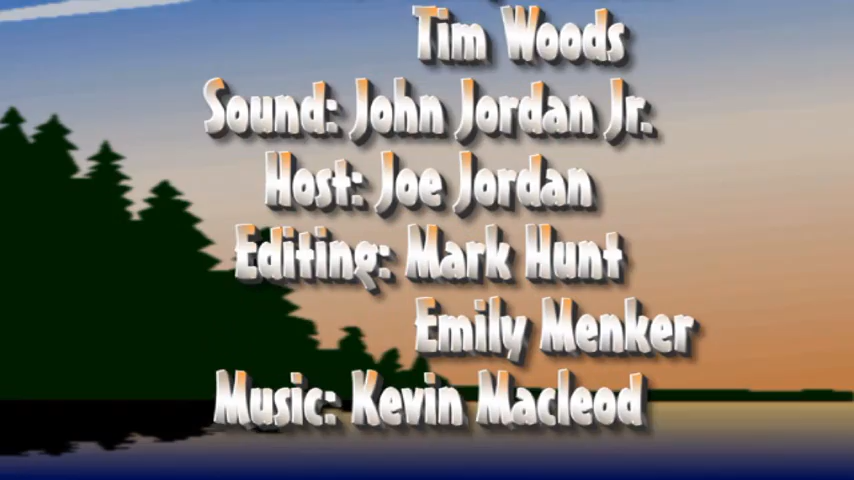 Tim Woods
Sound: John Jordan Jr.
Host: Joe Jordan
Editing: Mark Hunt
Emily Menker
Music: Kevin Macleod